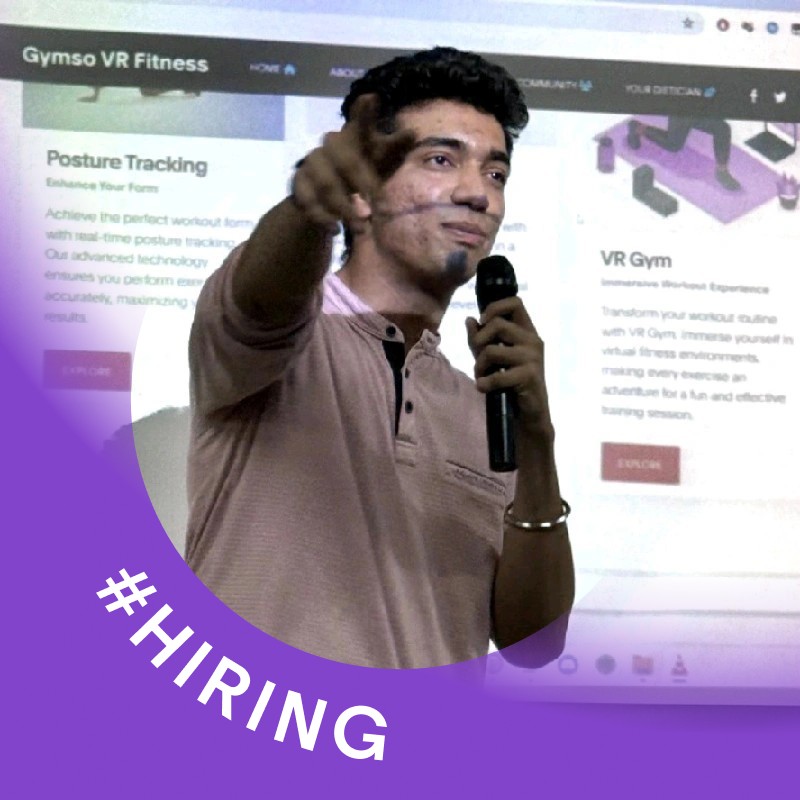 Gymso VR Fitness
HOME
ABOUT
COMMUNITY
YOUR DIETICIAN
Posture Tracking
Enhance Your Form
Achieve the perfect workout form
with real-time posture tracking.
Our advanced technology
ensures you perform
accurately, maximizing
results.
EXPLORE
with
in a
VR Gym
Immersive Workout Experience
Transform your workout routine
with VR Gym. Immerse yourself in
virtual fitness environments,
making every exercise an
adventure for a fun and effective
training session.
EXPLORE
#HIRING